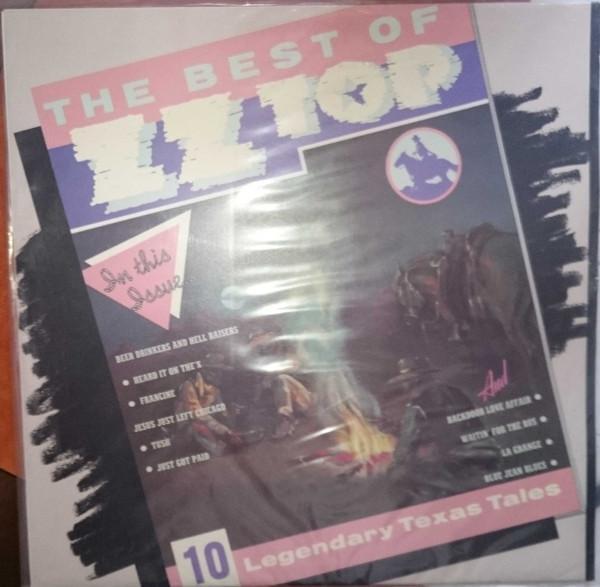 THE BEST OF
ZZ TOP
In this
Issue
BEER DRINKERS AND HELL RAISERS
• HEARD IT ON THE X
• FRANCINE
JESUS JUST LEFT CHICAGO
• TUSH
• JUST GOT PAID
And
BACKDOOR LOVE AFFAIR •
WAITIN' FOR THE BUS •
LA GRANGE •
BLUE JEAN BLUES •
10 Legendary Texas Tales